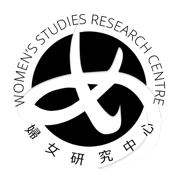 WOMEN'S STUDIES RESEARCH CENTRE
婦女研究中心